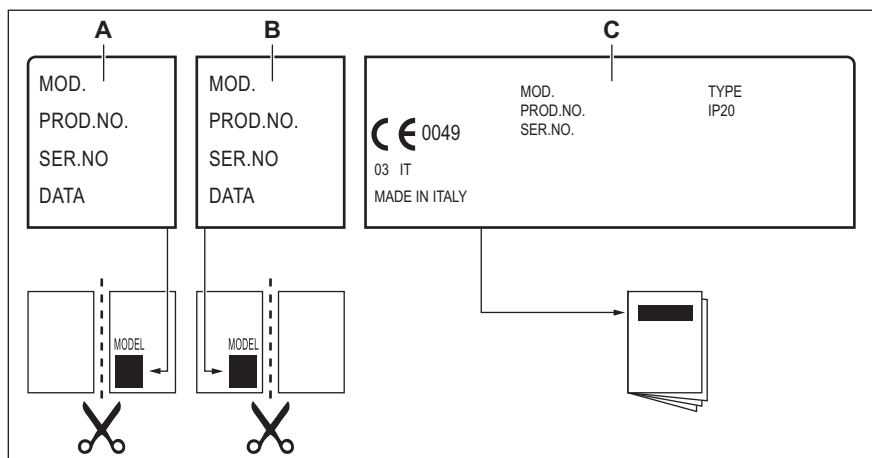 A
B
C
MOD.
PROD.NO.
SER.NO
DATA
MOD.
PROD.NO.
SER.NO
DATA
MOD.
PROD.NO.
SER.NO.
TYPE
IP20
CE 0049
03 IT
MADE IN ITALY
MODEL
MODEL